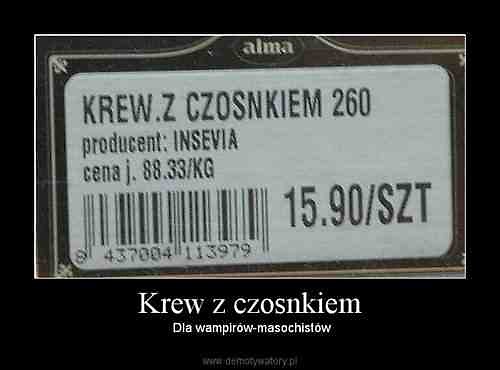 alma
KREW.Z CZOSNKIEM 260
producent: INSEVIA
cena j. 88.33/KG
15.90/SZT
8 437004 113979
Krew z czosnkiem
Dla wampirów-masochistów
www.demotywatory.pl